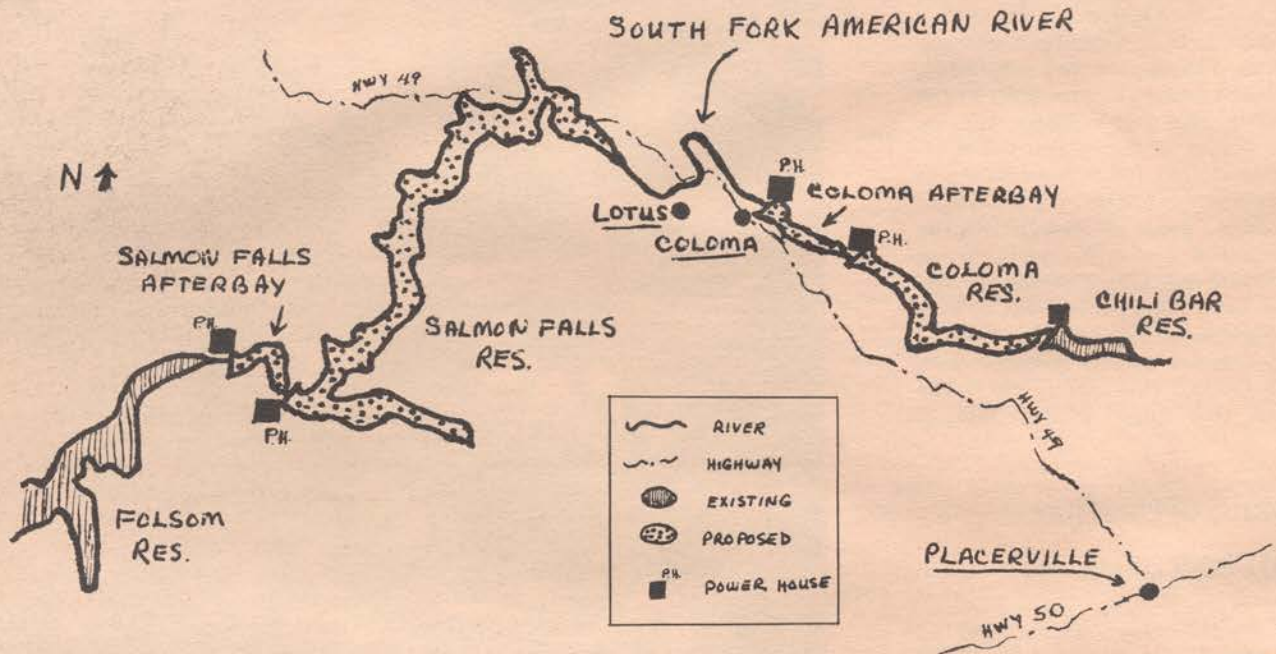 SOUTH FORK AMERICAN RIVER
HWY 49
N
P.H.
COLOMA AFTERBAY
LOTUS
COLOMA
P.H.
SALMON FALLS
AFTERBAY
COLOMA
RES.
CHILI BAR
RES.
P.H.
SALMON FALLS
RES.
P.H.
HWY 49
RIVER
HIGHWAY
EXISTING
PROPOSED
P.H.
POWER HOUSE
FOLSOM
RES.
PLACERVILLE
HWY 50